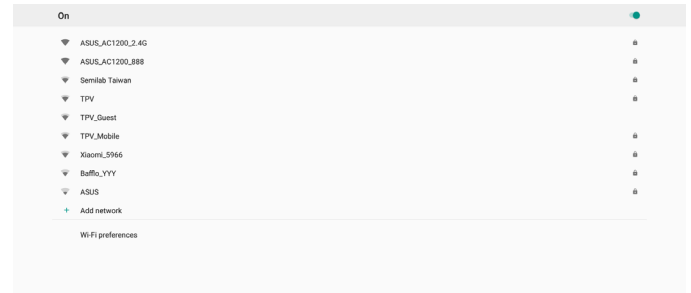 On
ASUS_AC1200_2.4G
ASUS_AC1200_888
Semilab Taiwan
TPV
TPV_Guest
TPV_Mobile
Xiaomi_5966
Bafflo_YYY
ASUS
Add network
Wi-Fi preferences